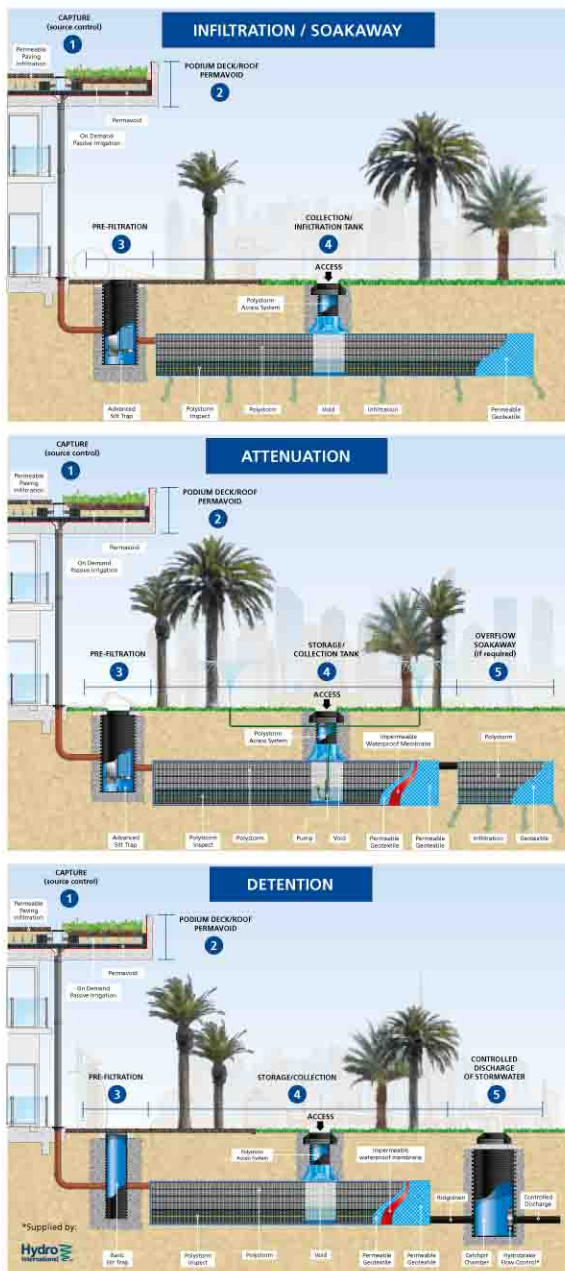 INFILTRATION / SOAKAWAY
CAPTURE
(source control)
1
Permeable
Paving
Infiltration
PODIUM DECK/ROOF
PERMAVOID
2
Permavoid
On Demand
Passive Irrigation
PRE-FILTRATION
3
COLLECTION/
INFILTRATION TANK
4
ACCESS
Polystorm
Access System
Advanced
Silt Trap
Polystorm
Inspect
Polystorm
Void
Infiltration
Permeable
Geotextile
ATTENUATION
CAPTURE
(source control)
1
Permeable
Paving
Infiltration
PODIUM DECK/ROOF
PERMAVOID
2
Permavoid
On Demand
Passive Irrigation
PRE-FILTRATION
3
STORAGE/
COLLECTION TANK
4
OVERFLOW
SOAKAWAY
(if required)
5
ACCESS
Polystorm
Access System
Impermeable
Waterproof Membrane
Polystorm
Advanced
Silt Trap
Polystorm
Inspect
Polystorm
Pump
Void
Permeable
Geotextile
Permeable
Geotextile
Infiltration
Geotextile
DETENTION
CAPTURE
(source control)
1
Permeable
Paving
Infiltration
PODIUM DECK/ROOF
PERMAVOID
2
Permavoid
On Demand
Passive Irrigation
PRE-FILTRATION
3
STORAGE/COLLECTION
4
CONTROLLED
DISCHARGE
OF STORMWATER
5
ACCESS
Polystorm
Access System
Impermeable
waterproof membrane
Ridgidrain
Controlled
Discharge
*Supplied by:
Hydro
International
Basic
Silt Trap
Polystorm
Inspect
Polystorm
Void
Permeable
Geotextile
Permeable
Geotextile
Catchpit
Chamber
Hydrobrake
Flow Control*